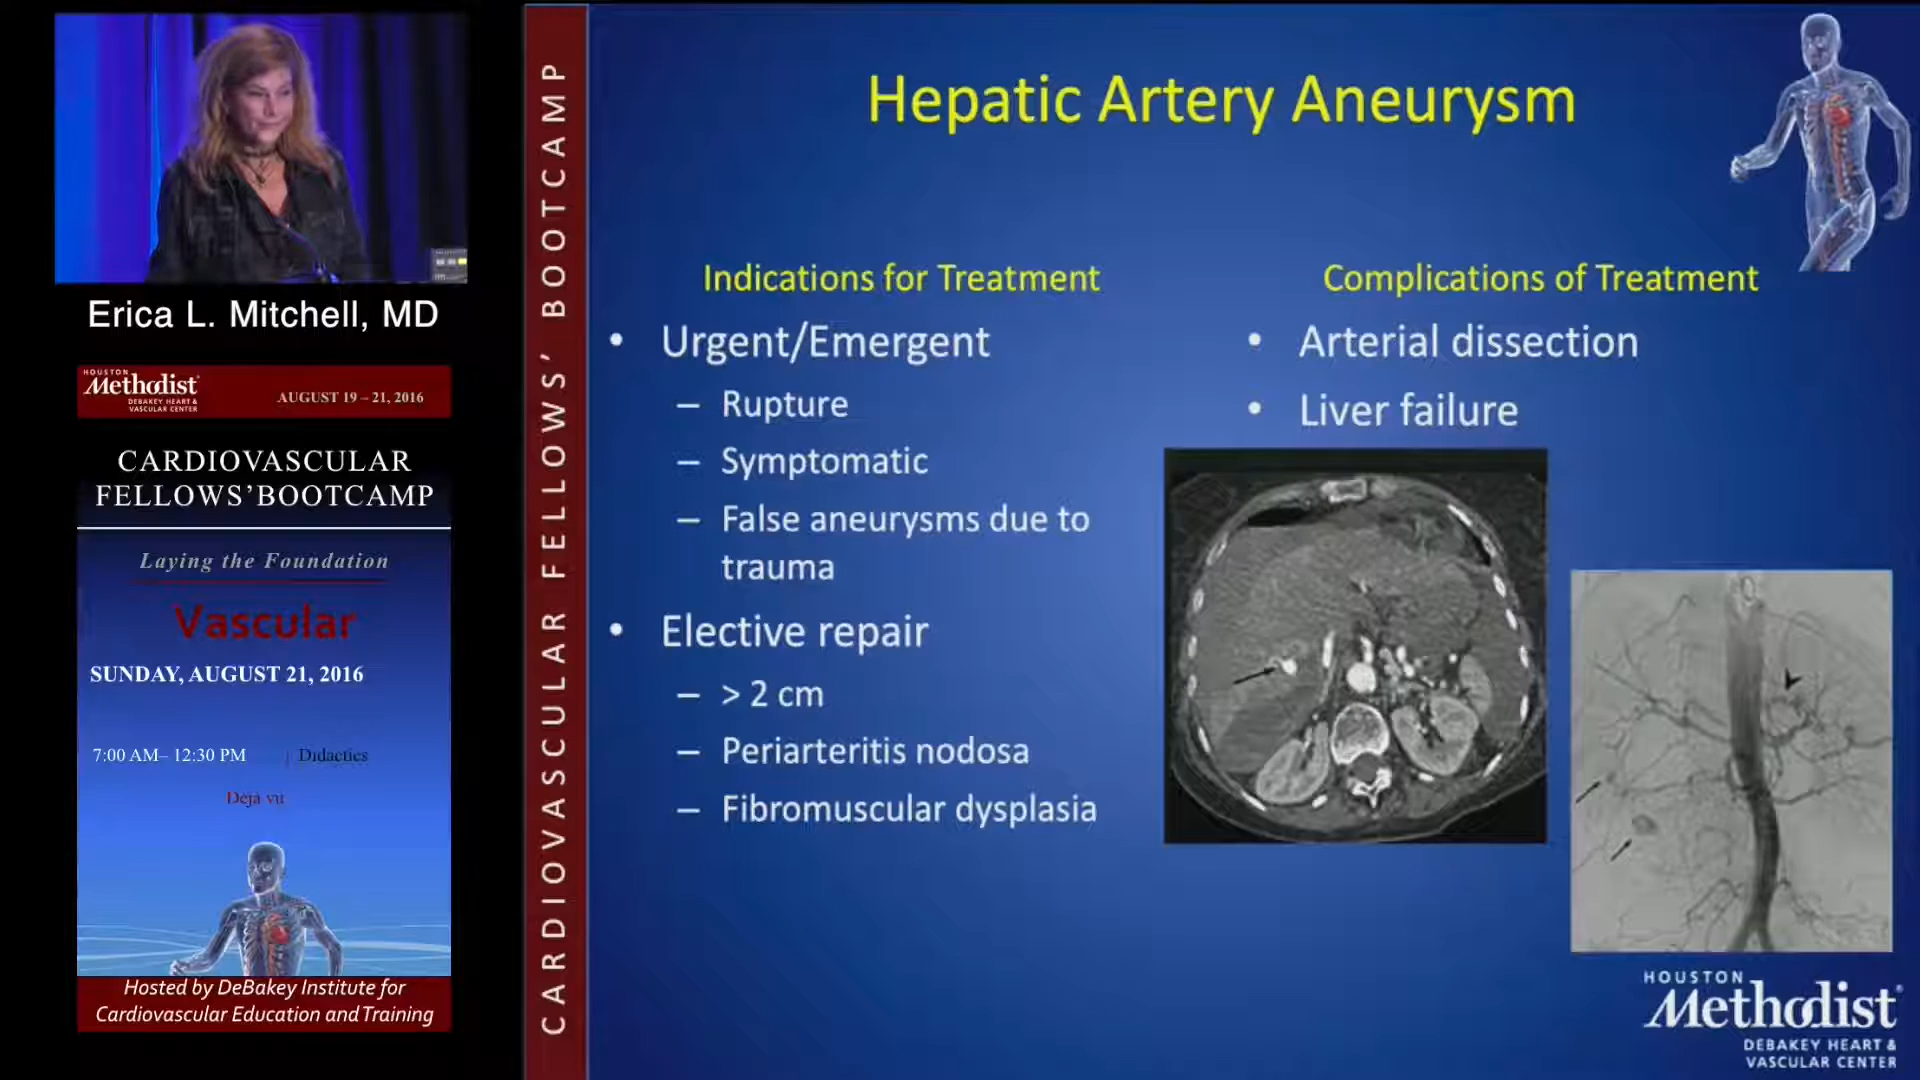 Erica L. Mitchell, MD
HOUSTON
Methodist
DEBAKEY HEART &
VASCULAR CENTER
AUGUST 19 – 21, 2016
CARDIOVASCULAR
FELLOWS’BOOTCAMP
Laying the Foundation
Vascular
SUNDAY, AUGUST 21, 2016
7:00 AM– 12:30 PM | Didactics
Déjà vu
Hosted by DeBakey Institute for
Cardiovascular Education and Training
CARDIOVASCULAR FELLOWS’ BOOTCAMP
Hepatic Artery Aneurysm
Indications for Treatment
• Urgent/Emergent
– Rupture
– Symptomatic
– False aneurysms due to
trauma
• Elective repair
– > 2 cm
– Periarteritis nodosa
– Fibromuscular dysplasia
Complications of Treatment
• Arterial dissection
• Liver failure
HOUSTON
Methodist
DEBAKEY HEART &
VASCULAR CENTER